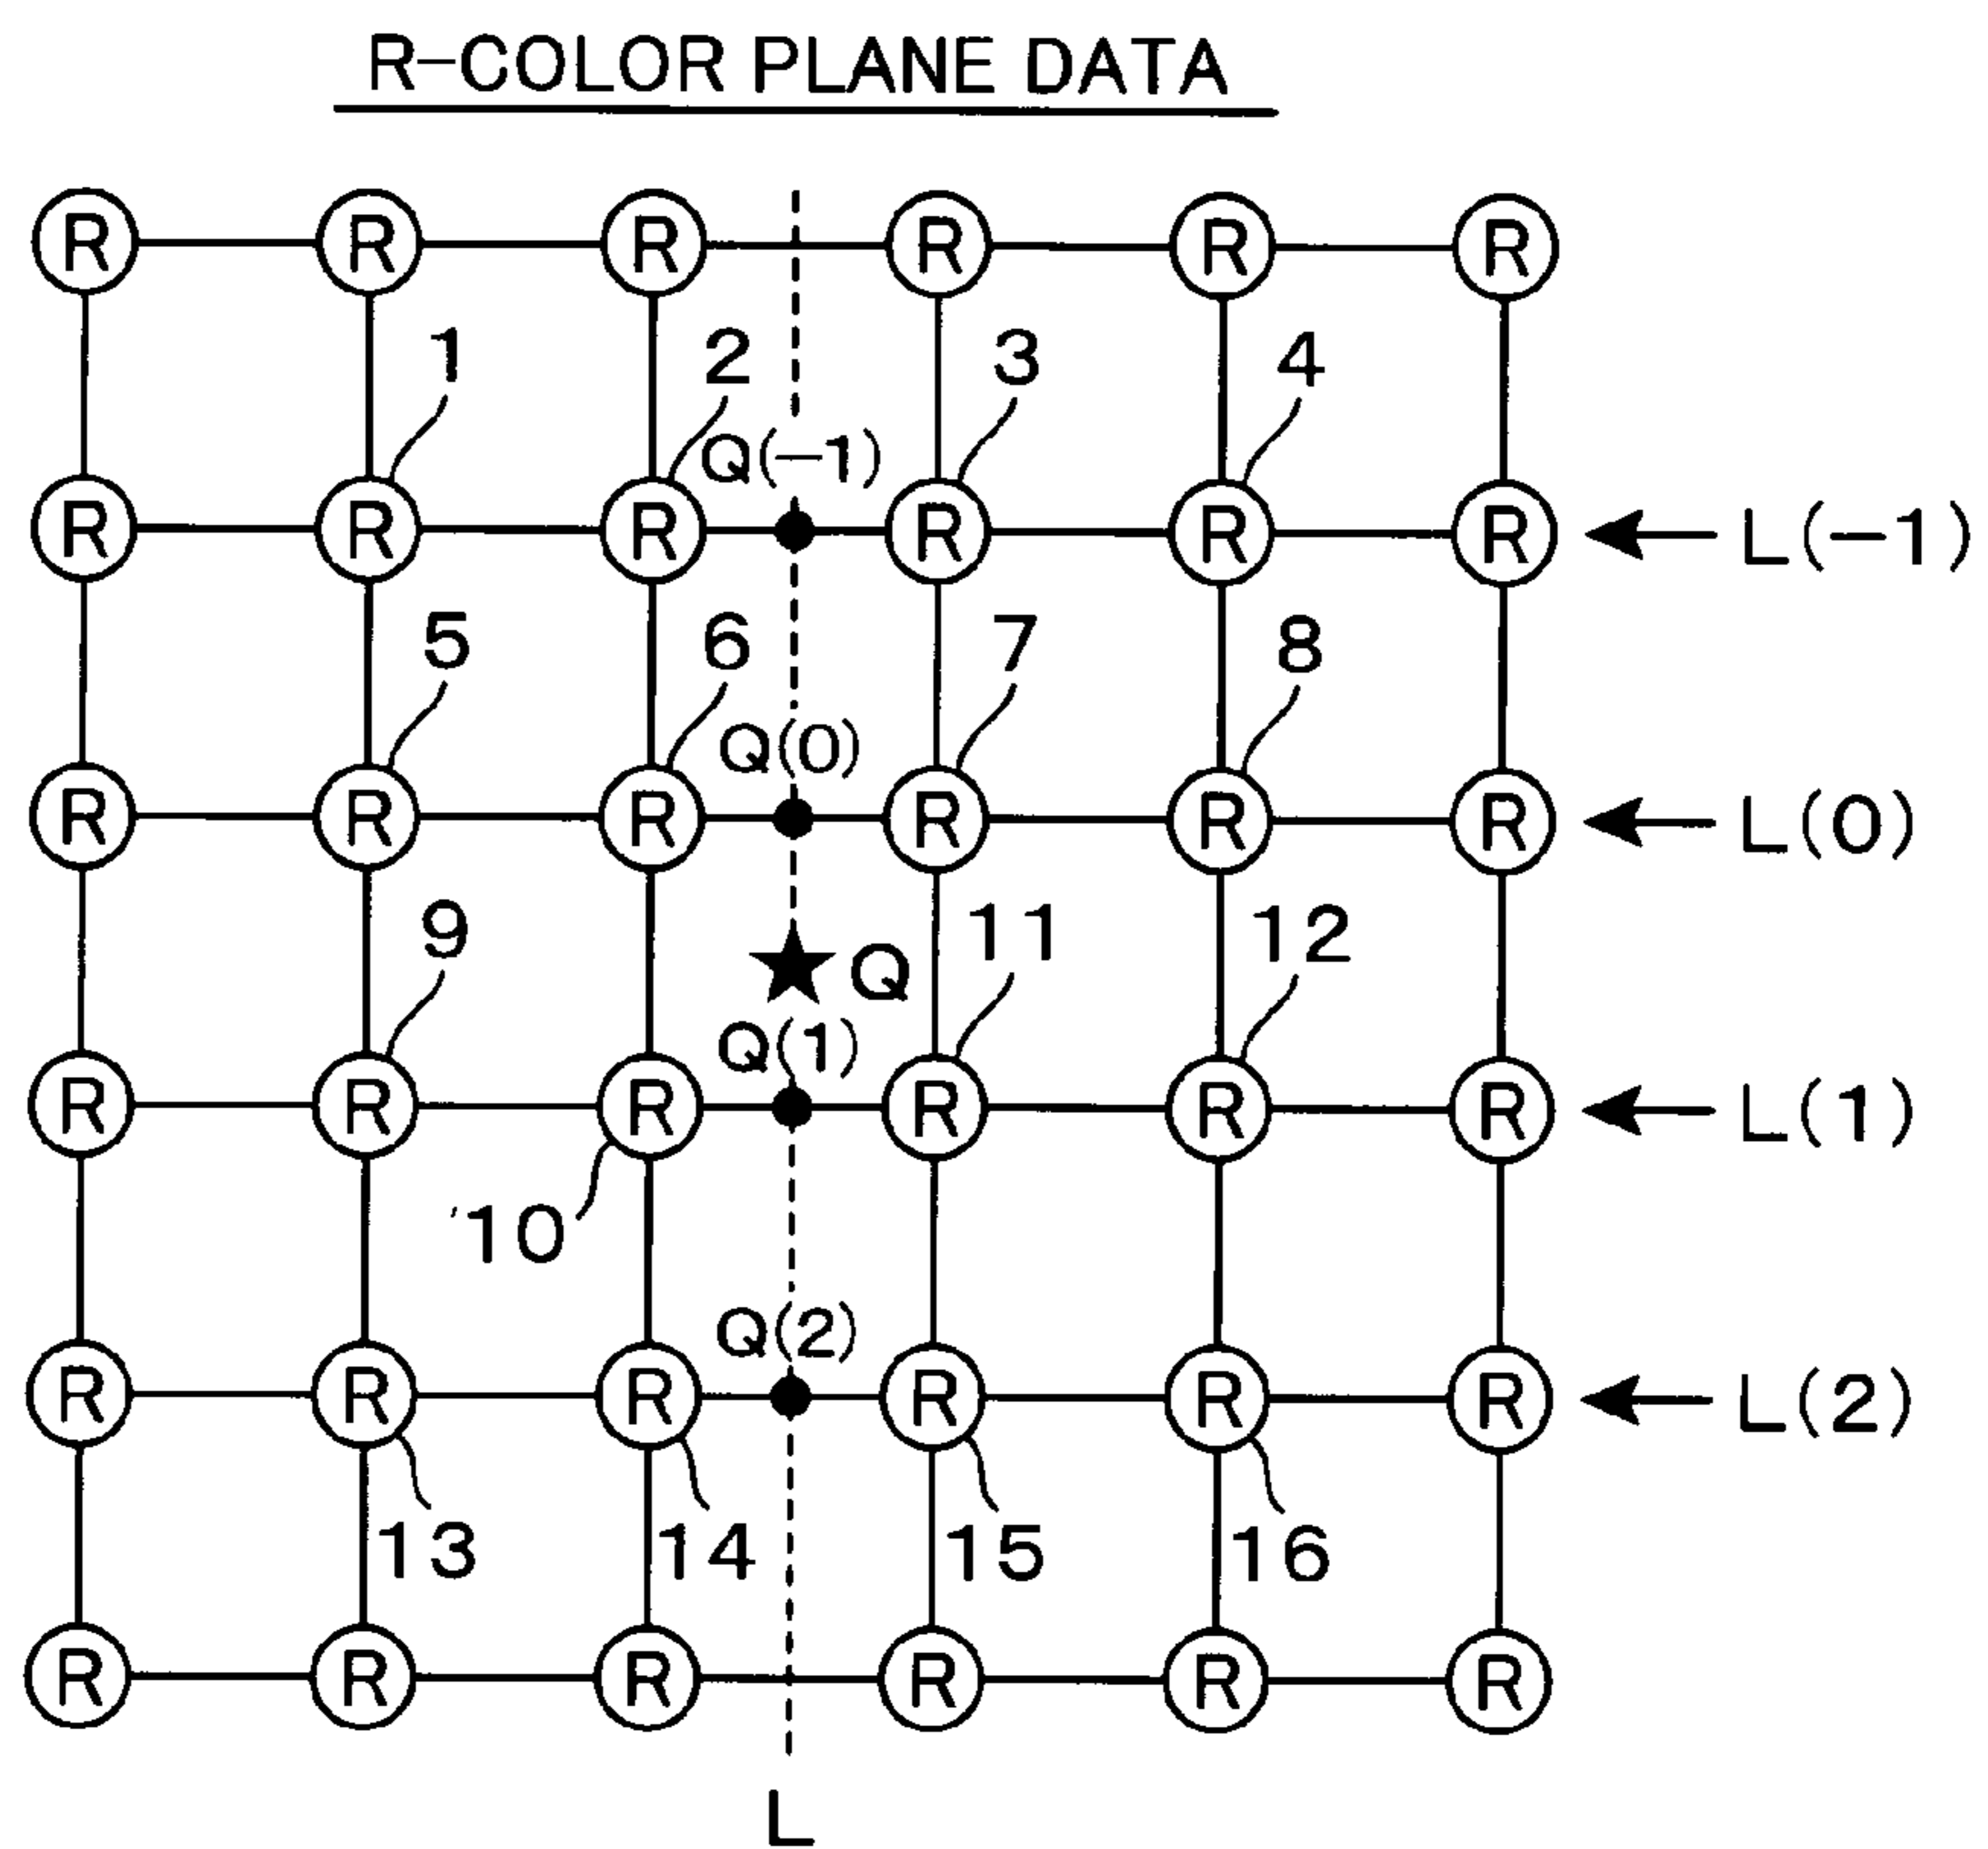 R-COLOR PLANE DATA
R R R R R R
1 2 3 4
Q(-1)
R R R R R R L(-1)
5 6 7 8
Q(0)
R R R R R R L(0)
9 11 12
Q
Q(1)
R R R R R R L(1)
10
Q(2)
R R R R R R L(2)
13 14 15 16
R R R R R R
L